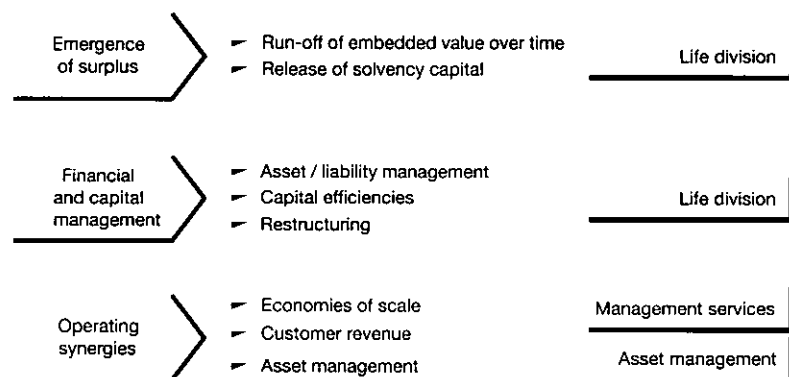 Emergence
of surplus
Run-off of embedded value over time
Release of solvency capital
Life division
Financial
and capital
management
Asset / liability management
Capital efficiencies
Restructuring
Life division
Operating
synergies
Economies of scale
Customer revenue
Asset management
Management services
Asset management